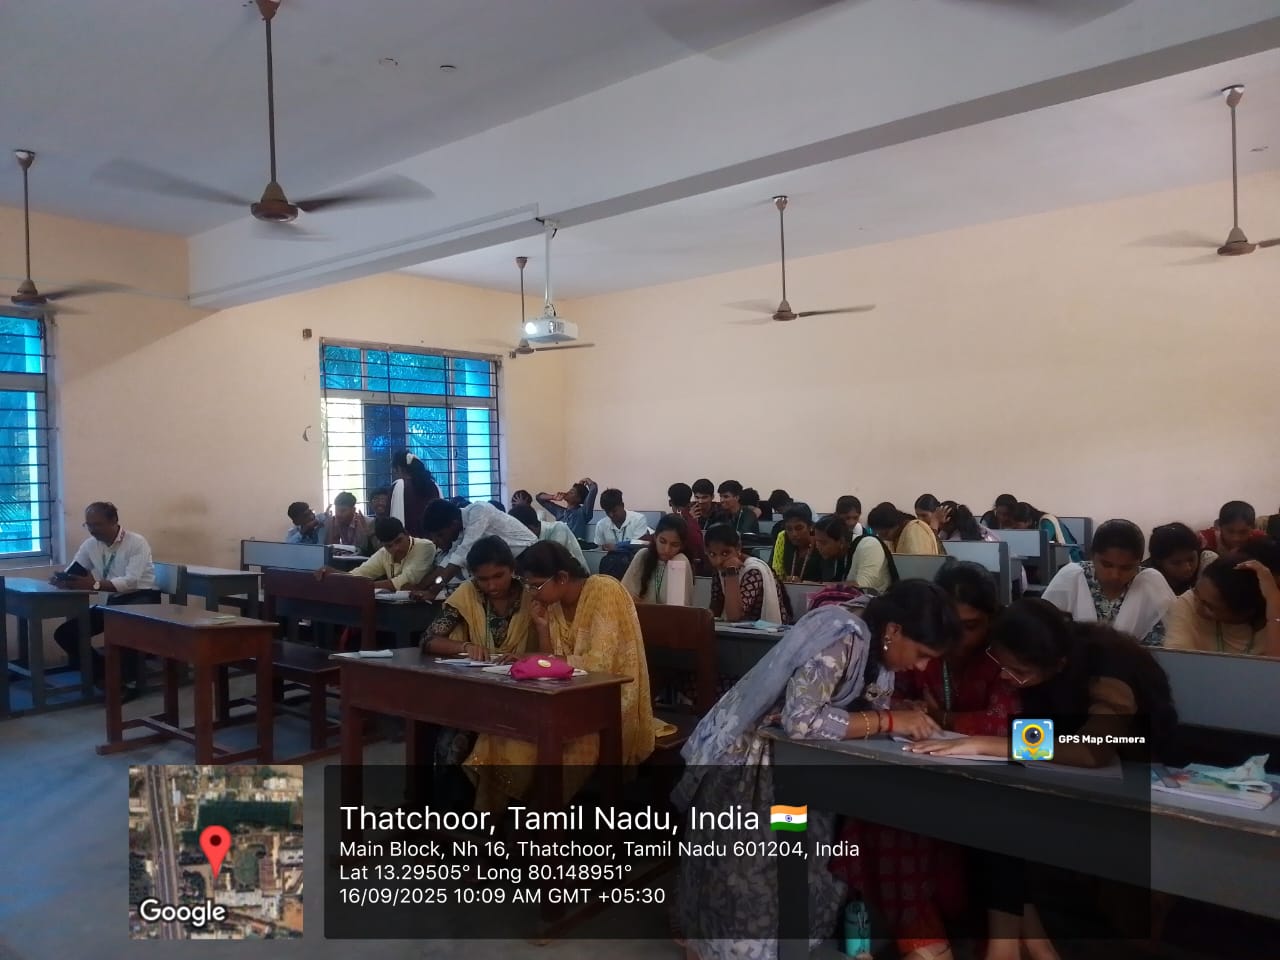 GPS Map Camera
Thatchoor, Tamil Nadu, India 🇮🇳
Main Block, Nh 16, Thatchoor, Tamil Nadu 601204, India
Lat 13.29505° Long 80.148951°
16/09/2025 10:09 AM GMT +05:30
Google